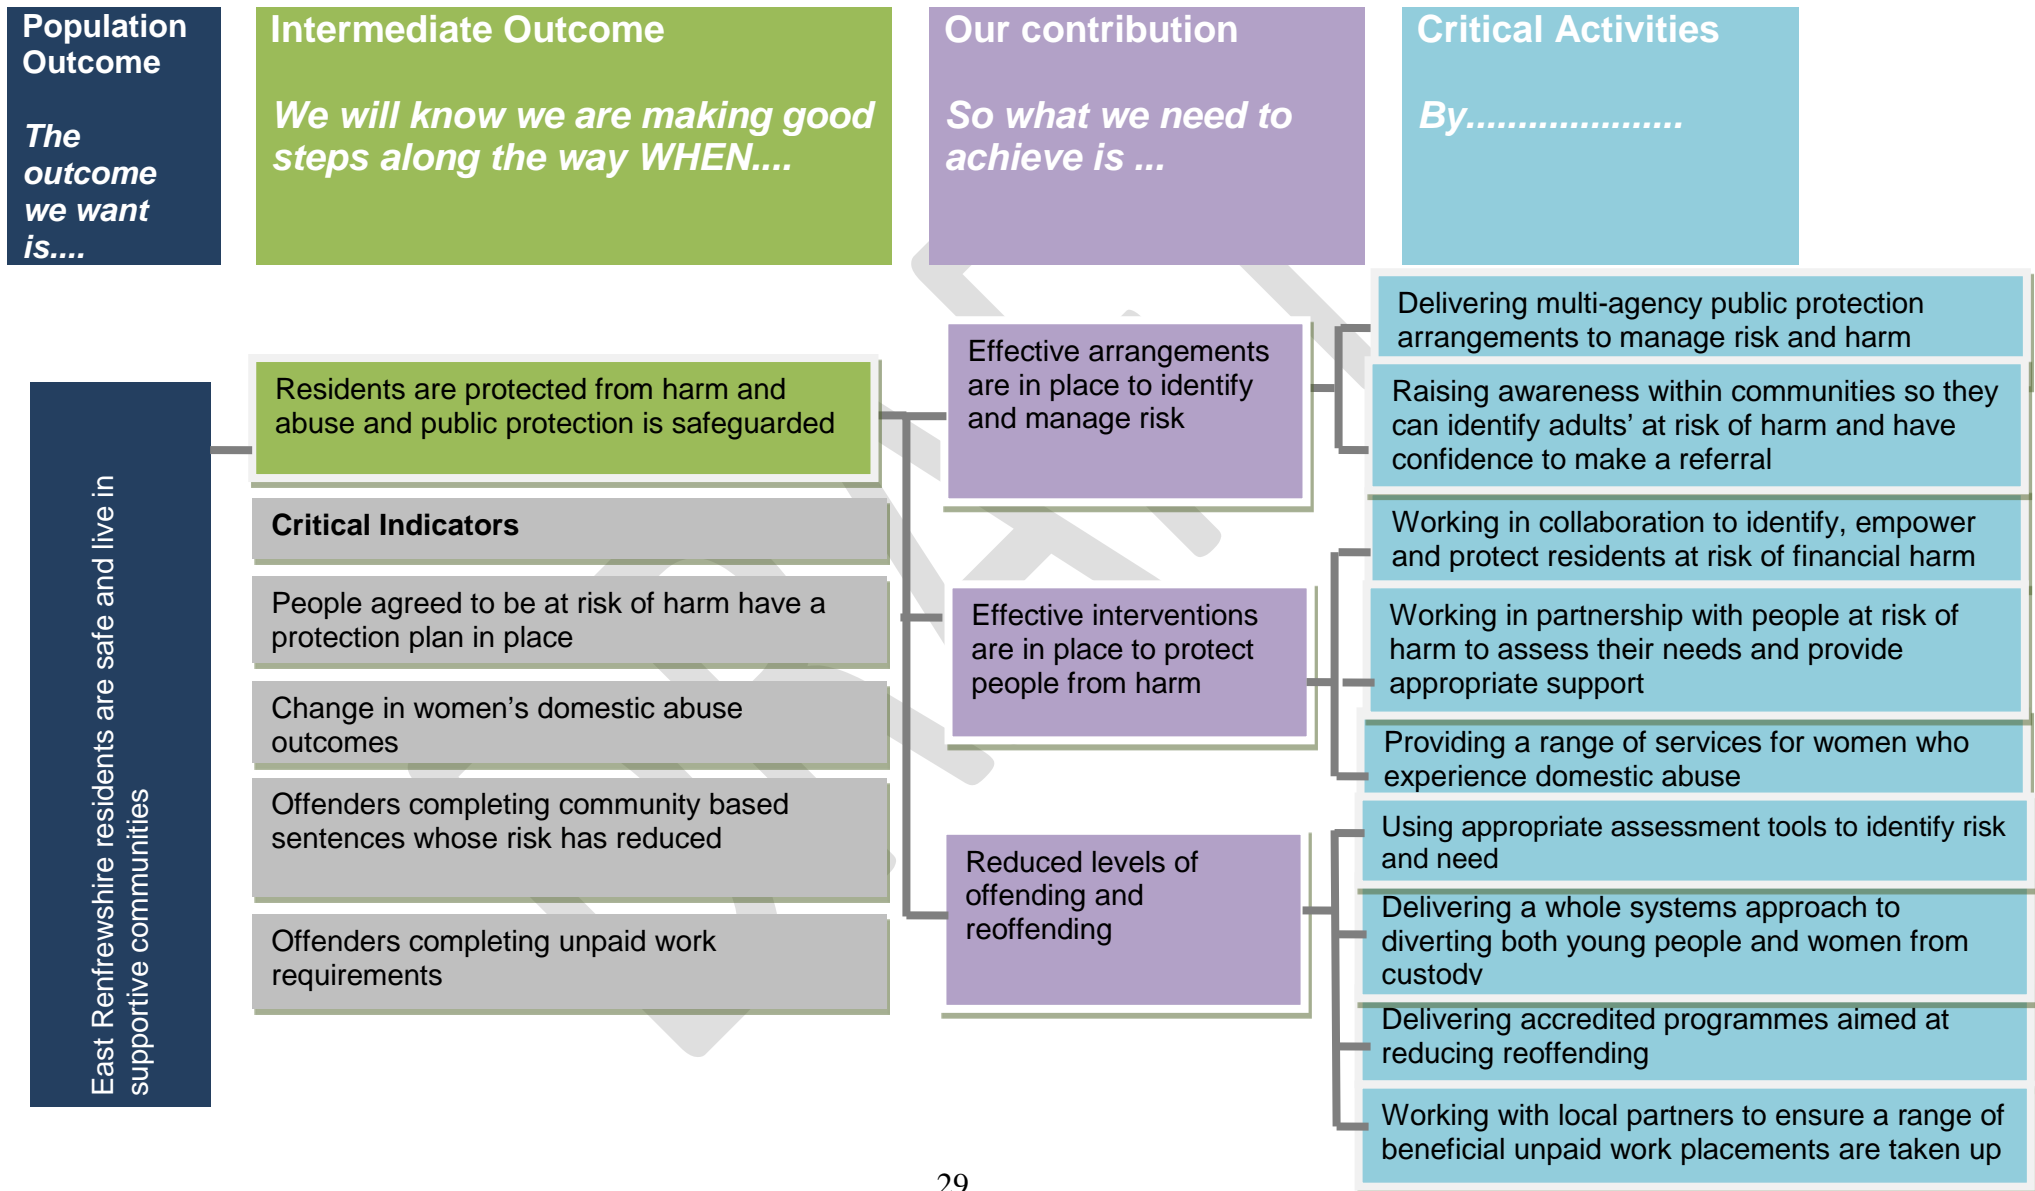 Population
Outcome
The
outcome
we want
is....
Intermediate Outcome
We will know we are making good
steps along the way WHEN....
Our contribution
So what we need to
achieve is ...
Critical Activities
By.....................
East Renfrewshire residents are safe and live in
supportive communities
Residents are protected from harm and
abuse and public protection is safeguarded
Critical Indicators
People agreed to be at risk of harm have a
protection plan in place
Change in women’s domestic abuse
outcomes
Offenders completing community based
sentences whose risk has reduced
Offenders completing unpaid work
requirements
Effective arrangements
are in place to identify
and manage risk
Effective interventions
are in place to protect
people from harm
Reduced levels of
offending and
reoffending
Delivering multi-agency public protection
arrangements to manage risk and harm
Raising awareness within communities so they
can identify adults’ at risk of harm and have
confidence to make a referral
Working in collaboration to identify, empower
and protect residents at risk of financial harm
Working in partnership with people at risk of
harm to assess their needs and provide
appropriate support
Providing a range of services for women who
experience domestic abuse
Using appropriate assessment tools to identify risk
and need
Delivering a whole systems approach to
diverting both young people and women from
custody
Delivering accredited programmes aimed at
reducing reoffending
Working with local partners to ensure a range of
beneficial unpaid work placements are taken up
29
DRAFT